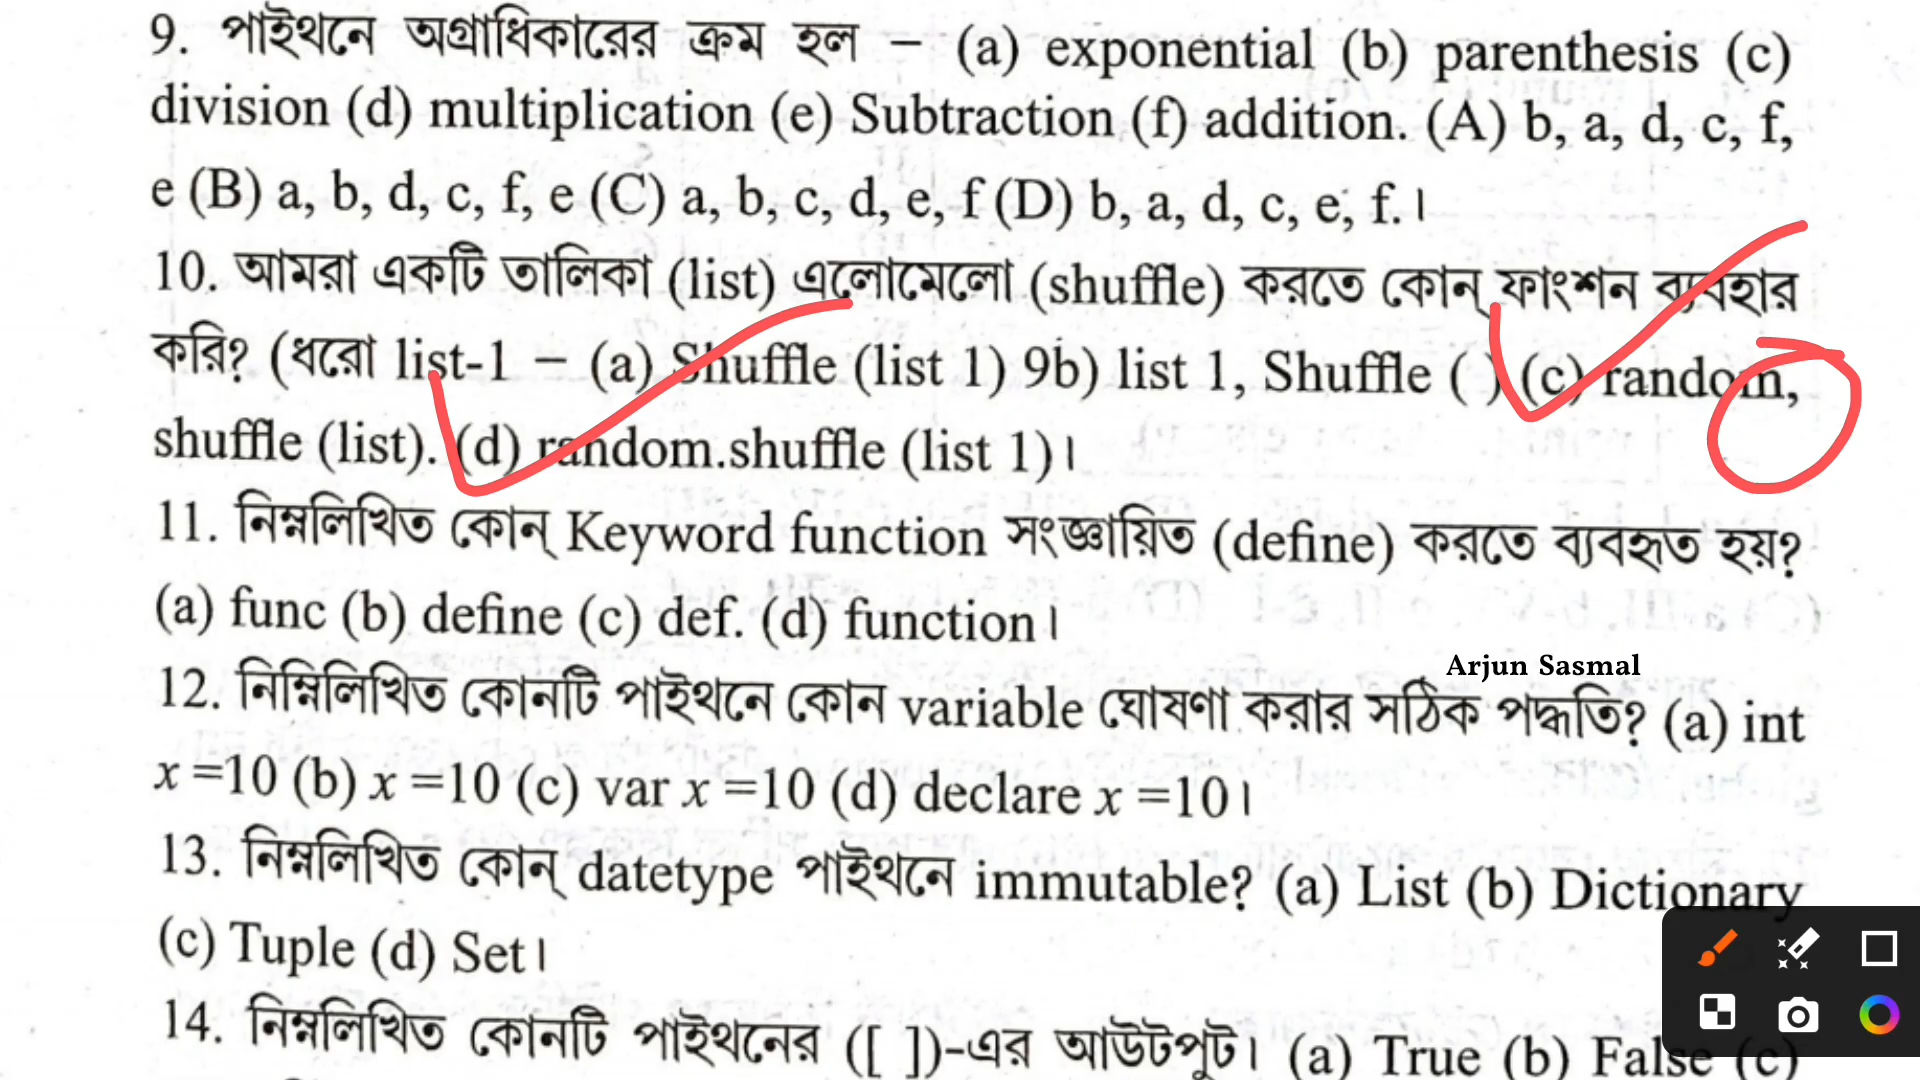 9. পাইথনে অগ্রাধিকারের ক্রম হল – (a) exponential (b) parenthesis (c)
division (d) multiplication (e) Subtraction (f) addition. (A) b, a, d, c, f,
e (B) a, b, d, c, f, e (C) a, b, c, d, e, f (D) b, a, d, c, e, f.।
10. আমরা একটি তালিকা (list) এলোমেলো (shuffle) করতে কোন্ ফাংশন ব্যবহার
করি? (ধরো list-1 – (a) Shuffle (list 1) 9b) list 1, Shuffle ( ) (c) random,
shuffle (list). (d) random.shuffle (list 1)।
11. নিম্নলিখিত কোন্ Keyword function সংজ্ঞায়িত (define) করতে ব্যবহৃত হয়?
(a) func (b) define (c) def. (d) function।
Arjun Sasmal
12. নিম্নিলিখিত কোনটি পাইথনে কোন variable ঘোষণা করার সঠিক পদ্ধতি? (a) int
x =10 (b) x =10 (c) var x =10 (d) declare x =10।
13. নিম্নলিখিত কোন্ datetype পাইথনে immutable? (a) List (b) Dictionary
(c) Tuple (d) Set।
14. নিম্নলিখিত কোনটি পাইথনের ([ ])-এর আউটপুট। (a) True (b) False (c)